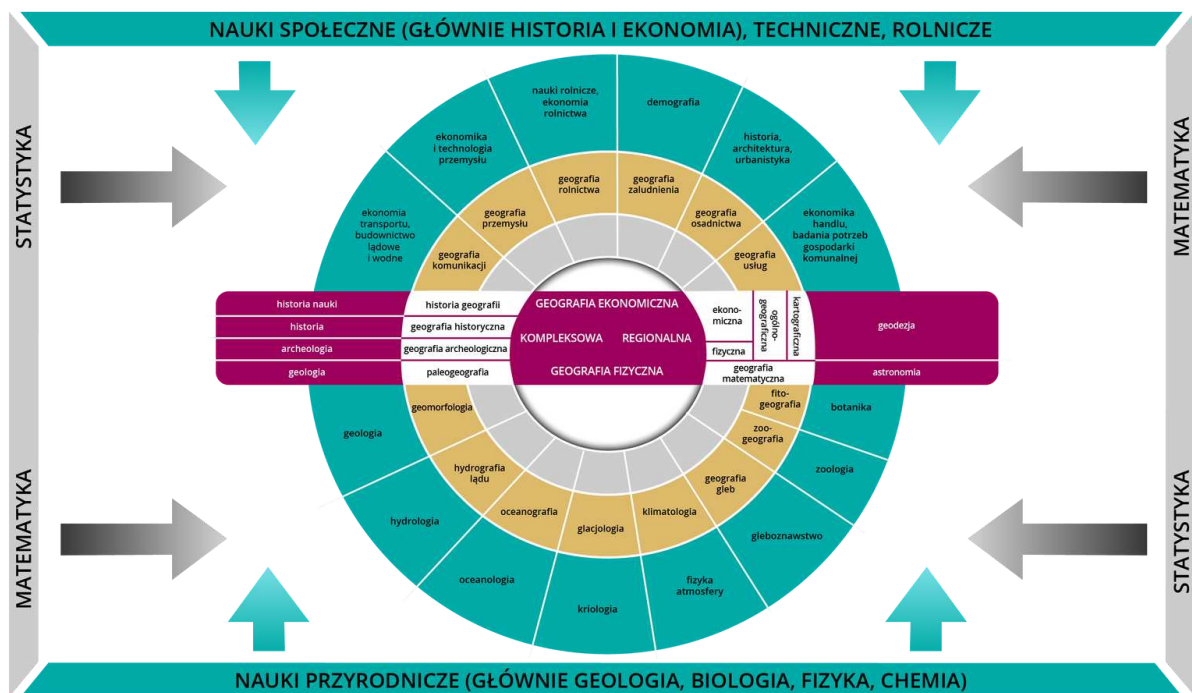 NAUKI SPOŁECZNE (GŁÓWNIE HISTORIA I EKONOMIA), TECHNICZNE, ROLNICZE
STATYSTYKA
MATEMATYKA
MATEMATYKA
STATYSTYKA
ekonomia
transportu,
budownictwo
lądowe
i wodne
ekonomika
i technologia
przemysłu
nauki rolnicze,
ekonomia
rolnictwa
demografia
historia,
architektura,
urbanistyka
ekonomika
handlu,
badania potrzeb
gospodarki
komunalnej
geografia
komunikacji
geografia
przemysłu
geografia
rolnictwa
geografia
zaludnienia
geografia
osadnictwa
geografia
usług
historia nauki
historia geografii
historia
geografia historyczna
archeologia
geografia archeologiczna
geologia
paleogeografia
GEOGRAFIA EKONOMICZNA
KOMPLEKSOWA REGIONALNA
GEOGRAFIA FIZYCZNA
ekono-
miczna
fizyczna
ogólno-
geograficzna
kartograficzna
geografia
matematyczna
geodezja
astronomia
geomorfologia
hydrografia
lądu
oceanografia
glacjologia
klimatologia
geografia
gleb
zoo-
geografia
fito-
geografia
geologia
hydrologia
oceanologia
kriologia
fizyka
atmosfery
gleboznawstwo
zoologia
botanika
NAUKI PRZYRODNICZE (GŁÓWNIE GEOLOGIA, BIOLOGIA, FIZYKA, CHEMIA)